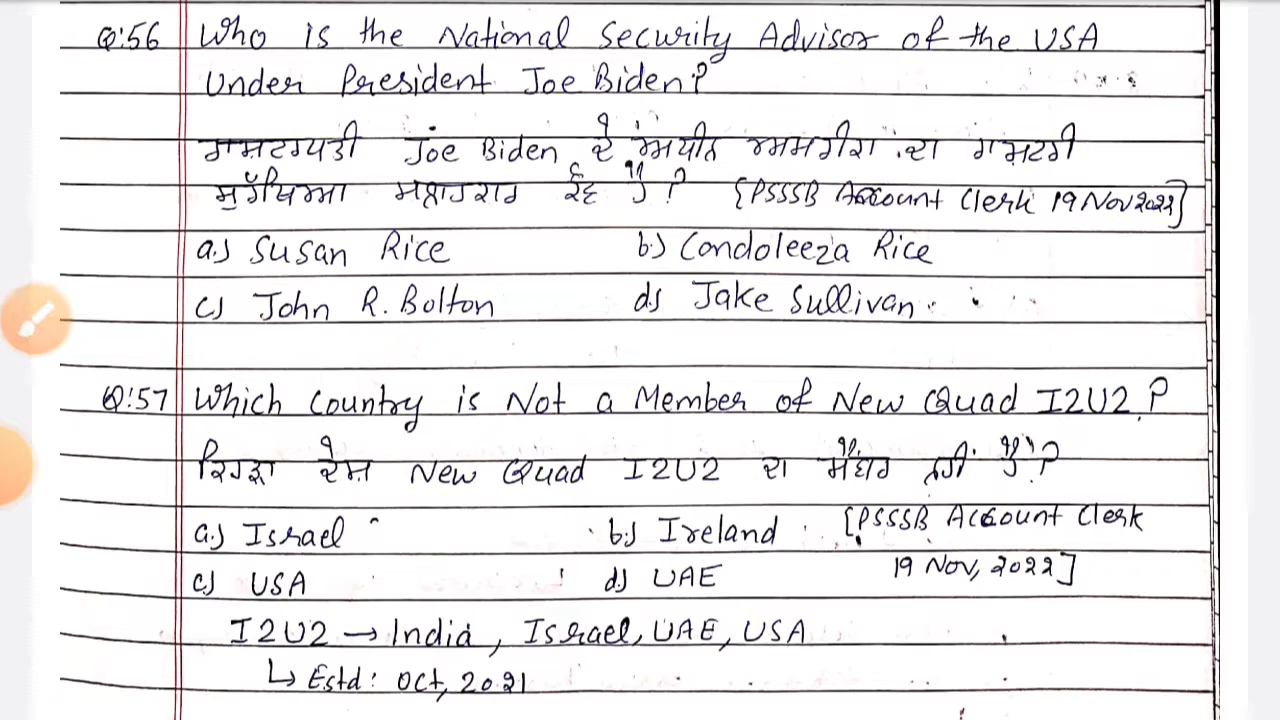 Q:56 Who is the National Security Advisor of the USA
Under President Joe Biden?
ਰਾਸ਼ਟਰਪਤੀ Joe Biden ਦੇ ਅਧੀਨ ਅਮਰੀਕਾ ਦਾ ਰਾਸ਼ਟਰੀ
ਸੁਰੱਖਿਆ ਸਲਾਹਕਾਰ ਕੌਣ ਹੈ? [PSSSB Account Clerk 19 Nov 2022]
a.) Susan Rice b.) Condoleeza Rice
c) John R. Bolton d.) Jake Sullivan
Q:57 Which Country is Not a Member of New Quad I2U2?
ਕਿਹੜਾ ਦੇਸ਼ New Quad I2U2 ਦਾ ਮੈਂਬਰ ਨਹੀਂ ਹੈ?
a.) Israel b.) Ireland [PSSSB Account Clerk
c) USA d.) UAE 19 Nov, 2022]
I2U2 → India, Israel, UAE, USA
↳ Estd: Oct, 2021